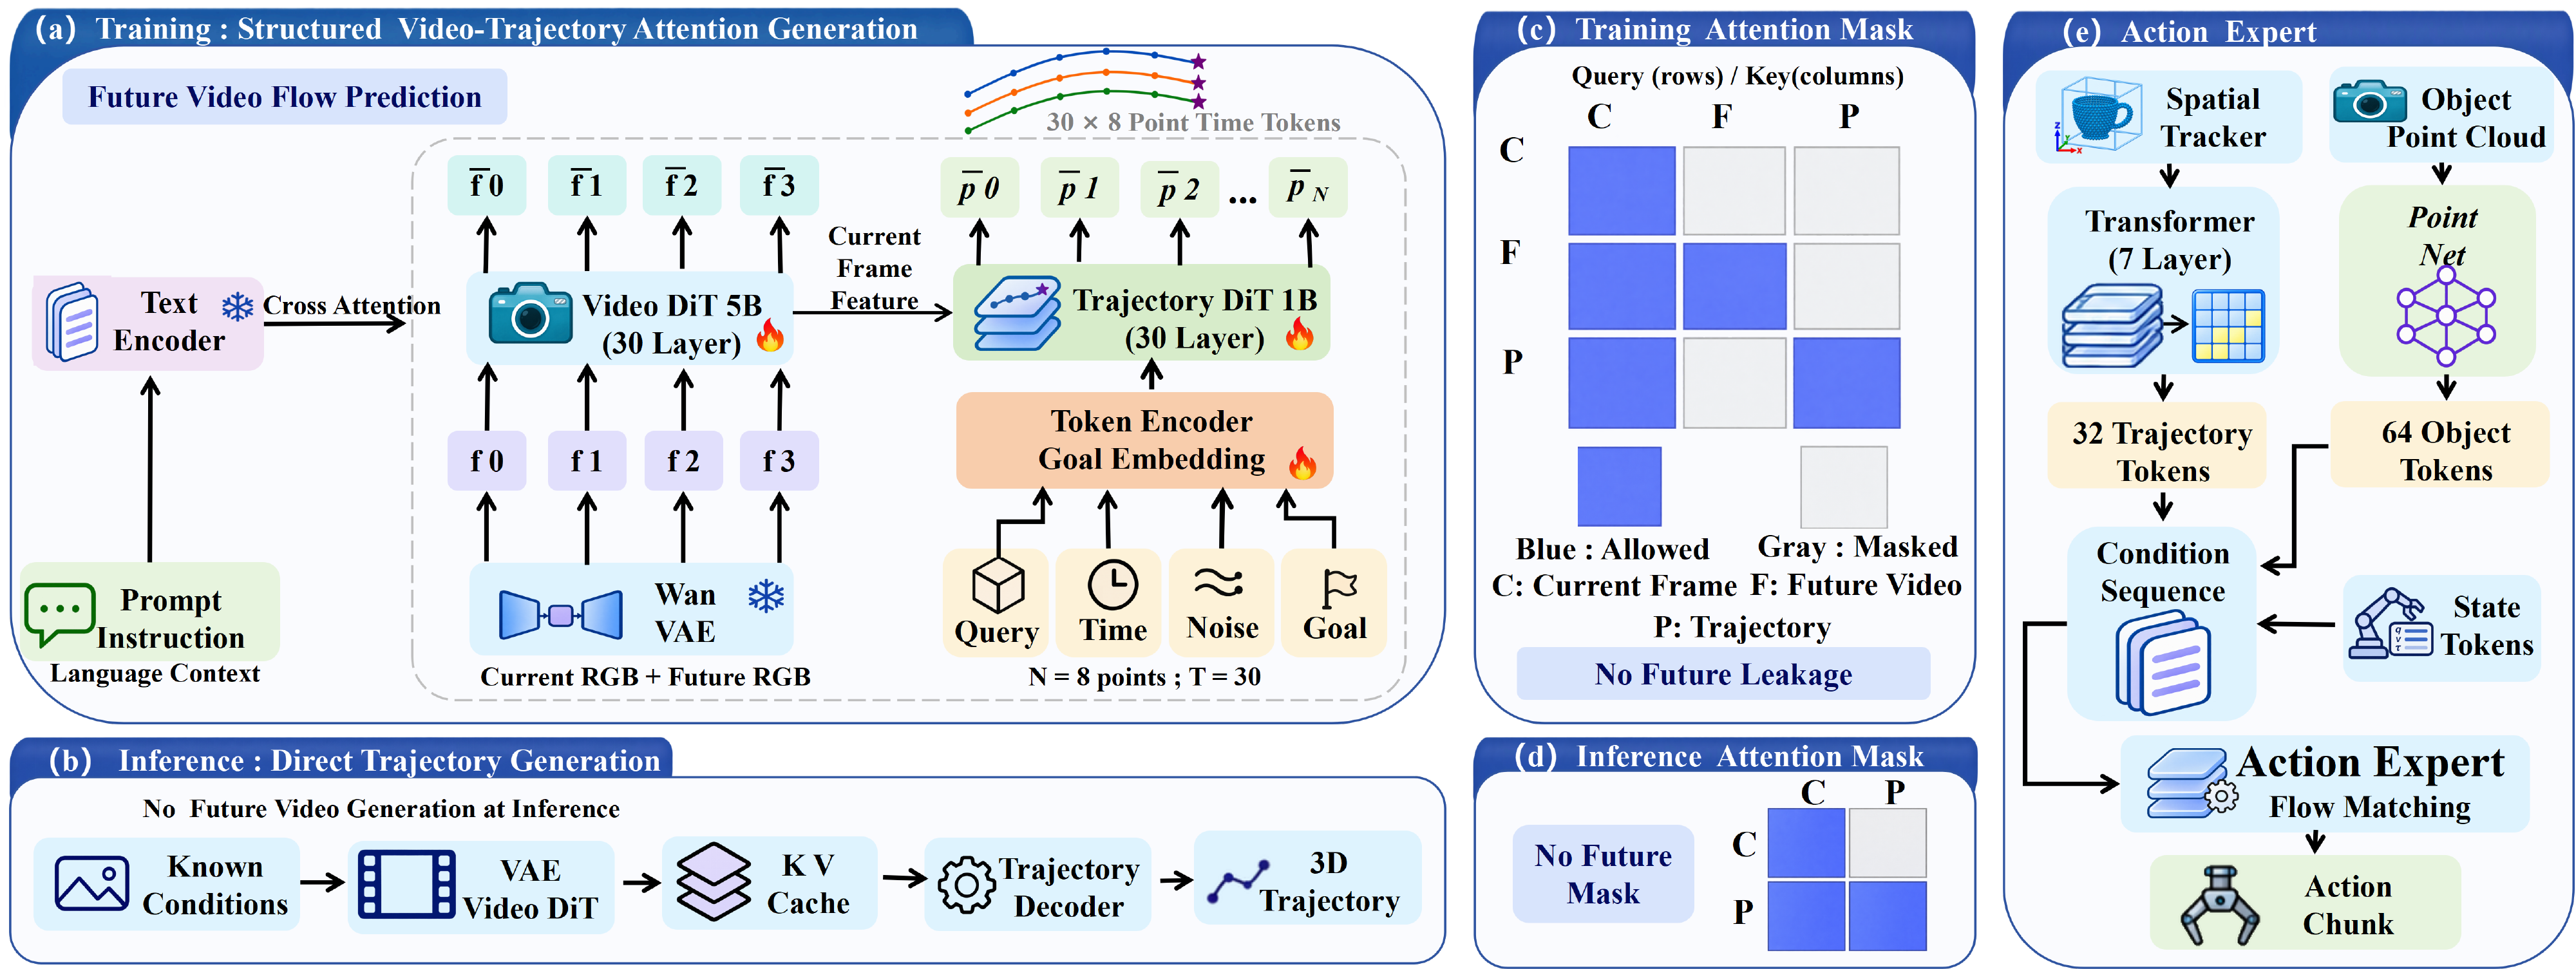 (a) Training : Structured Video-Trajectory Attention Generation
Future Video Flow Prediction
30 × 8 Point Time Tokens
f̅ 0
f̅ 1
f̅ 2
f̅ 3
p̅ 0
p̅ 1
p̅ 2
...
p̅ N
Text
Encoder
Cross Attention
Video DiT 5B
(30 Layer)
Current
Frame
Feature
Trajectory DiT 1B
(30 Layer)
Token Encoder
Goal Embedding
f 0
f 1
f 2
f 3
Prompt
Instruction
Language Context
Wan
VAE
Current RGB + Future RGB
Query
Time
Noise
Goal
N = 8 points ; T = 30
(b) Inference : Direct Trajectory Generation
No Future Video Generation at Inference
Known
Conditions
VAE
Video DiT
K V
Cache
Trajectory
Decoder
3D
Trajectory
(c) Training Attention Mask
Query (rows) / Key(columns)
C F P
C
F
P
Blue : Allowed
Gray : Masked
C: Current Frame F: Future Video
P: Trajectory
No Future Leakage
(d) Inference Attention Mask
No Future
Mask
C P
C
P
(e) Action Expert
Spatial
Tracker
Object
Point Cloud
Transformer
(7 Layer)
Point
Net
32 Trajectory
Tokens
64 Object
Tokens
Condition
Sequence
State
Tokens
Action Expert
Flow Matching
Action
Chunk